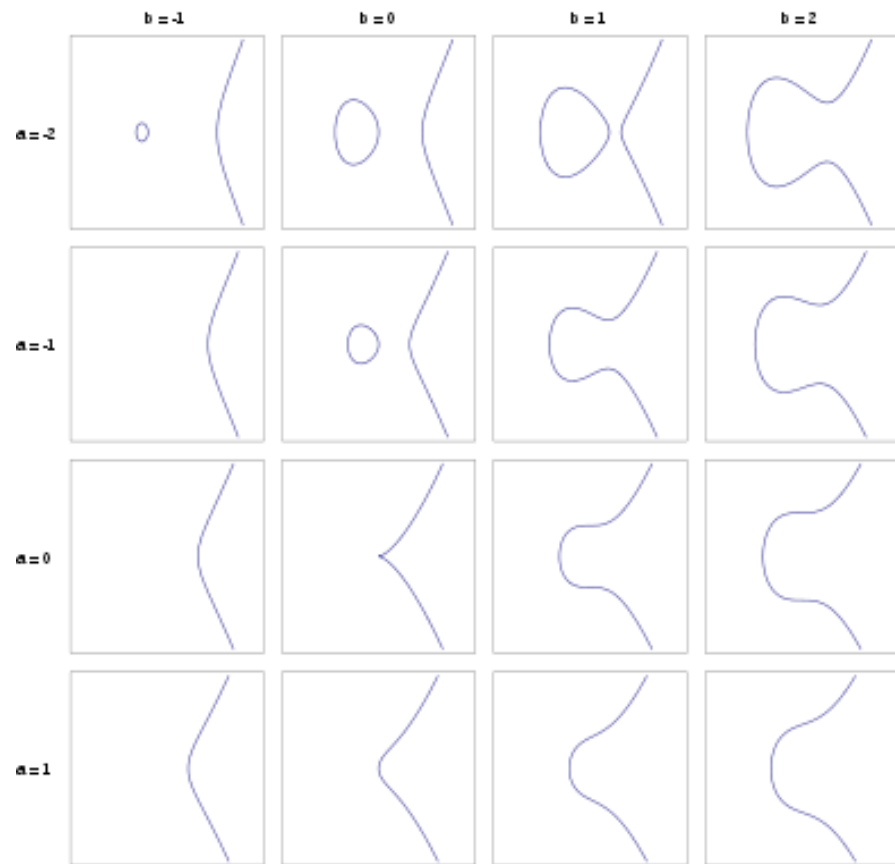 b = -1 b = 0 b = 1 b = 2
a = -2
a = -1
a = 0
a = 1